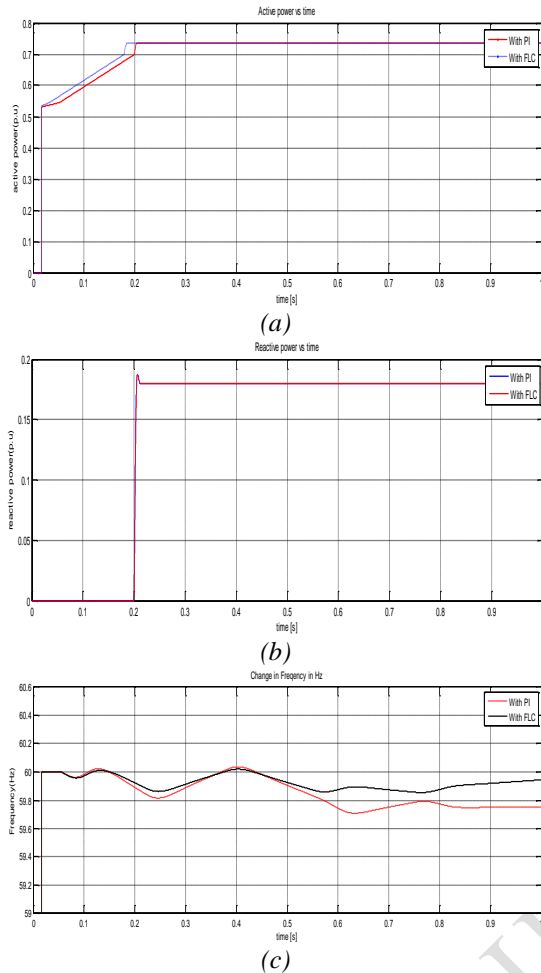 Active power vs time
0.8
0.7
0.6
0.5
0.4
0.3
0.2
0.1
0
active power(p.u)
With PI
With FLC
0 0.1 0.2 0.3 0.4 0.5 0.6 0.7 0.8 0.9 1
time [s]
(a)
Reactive power vs time
0.2
0.15
0.1
0.05
0
reactive power(p.u)
With PI
With FLC
0 0.1 0.2 0.3 0.4 0.5 0.6 0.7 0.8 0.9
time [s]
(b)
Change in Freqency in Hz
60.6
60.4
60.2
60
59.8
59.6
59.4
59.2
59
Frequency(Hz)
With PI
With FLC
0 0.1 0.2 0.3 0.4 0.5 0.6 0.7 0.8 0.9
time [s]
(c)